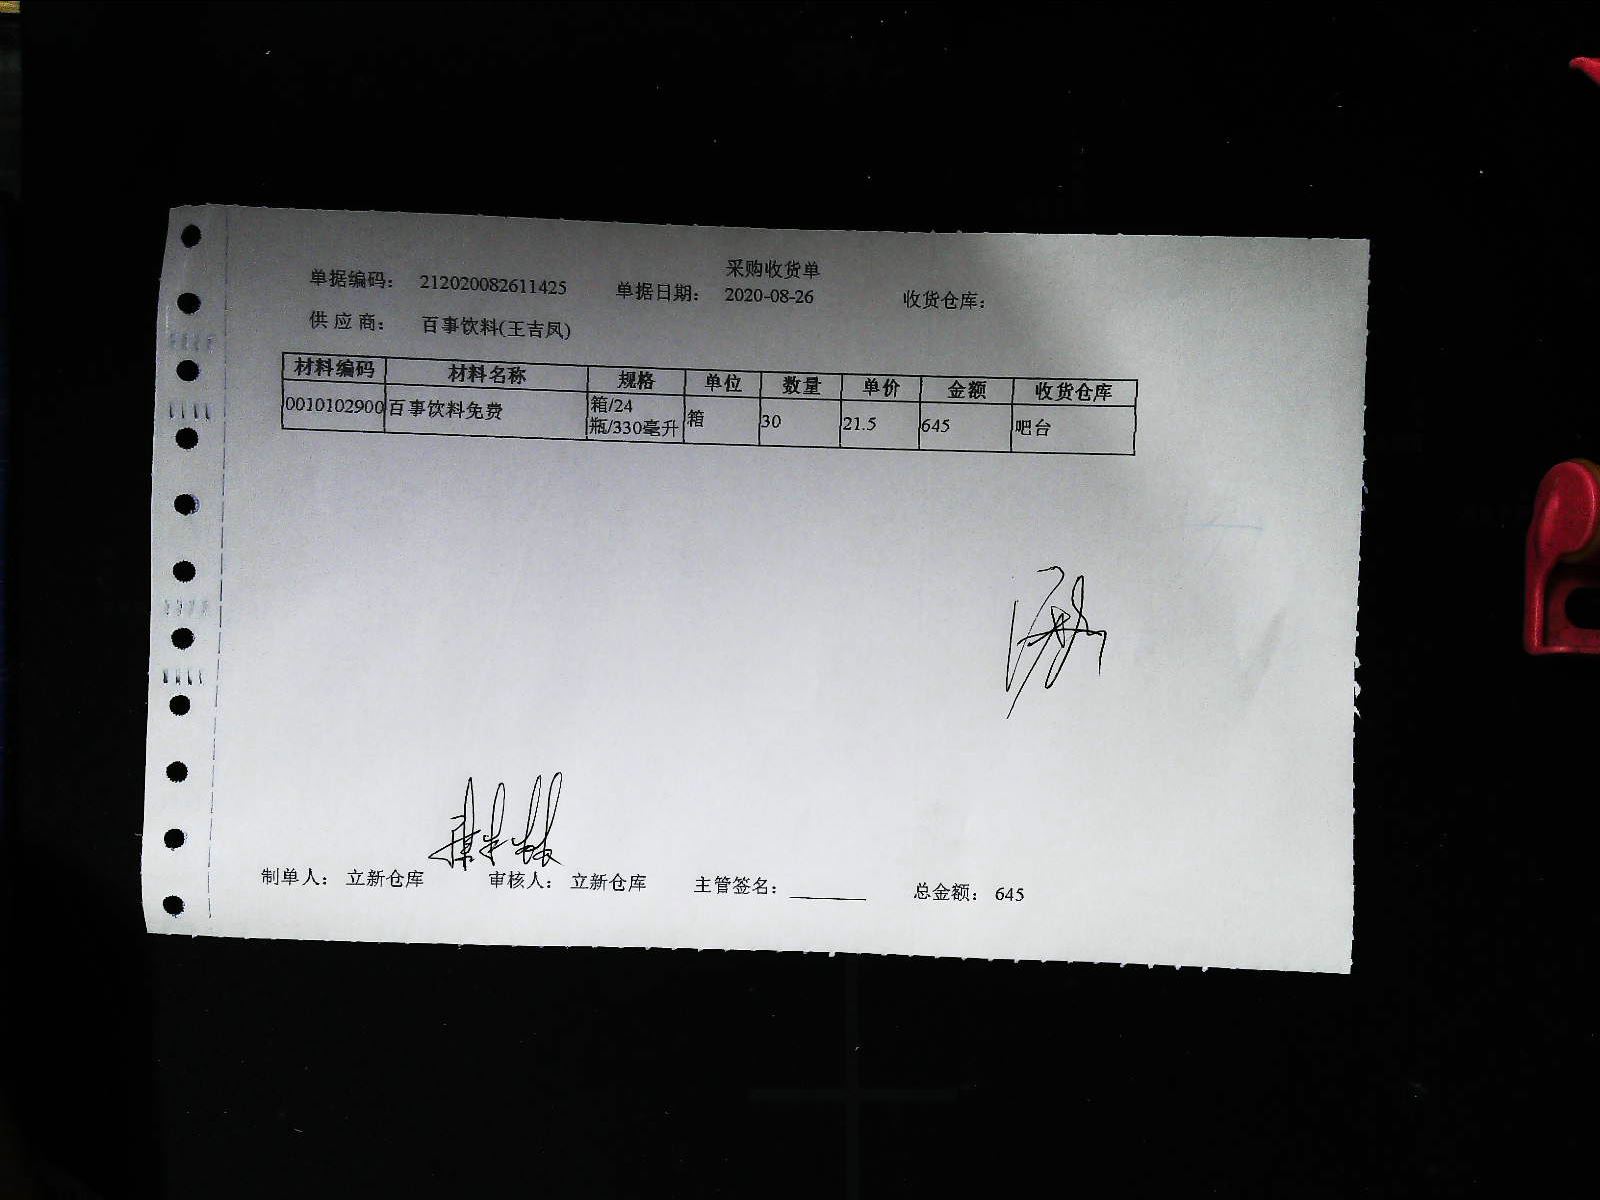 采购收货单
单据编码: 212020082611425 单据日期: 2020-08-26 收货仓库:
供 应 商: 百事饮料(王吉凤)
材料编码 材料名称 规格 单位 数量 单价 金额 收货仓库
0010102900 百事饮料免费 箱/24 瓶/330毫升 箱 30 21.5 645 吧台
制单人: 立新仓库 审核人: 立新仓库 主管签名: 总金额: 645